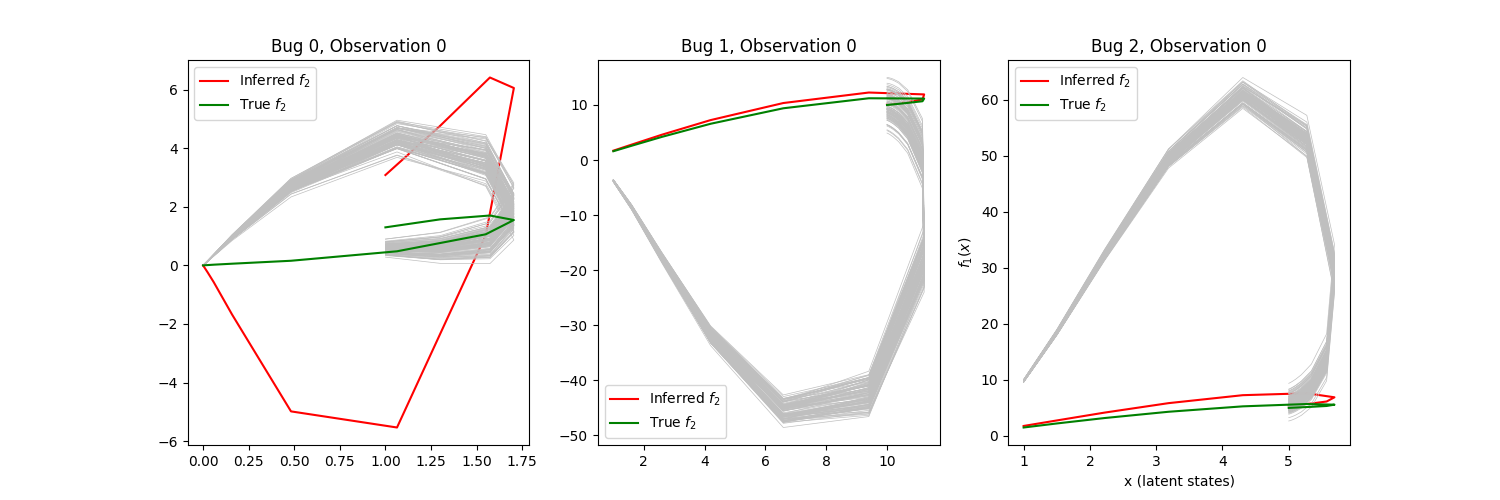 Bug 0, Observation 0
Inferred f₂
True f₂
6
4
2
0
−2
−4
−6
0.00 0.25 0.50 0.75 1.00 1.25 1.50 1.75
Bug 1, Observation 0
10
0
−10
−20
−30
−40
−50
Inferred f₂
True f₂
2 4 6 8 10
Bug 2, Observation 0
Inferred f₂
True f₂
60
50
40
30
20
10
0
f₁(x)
1 2 3 4 5
x (latent states)